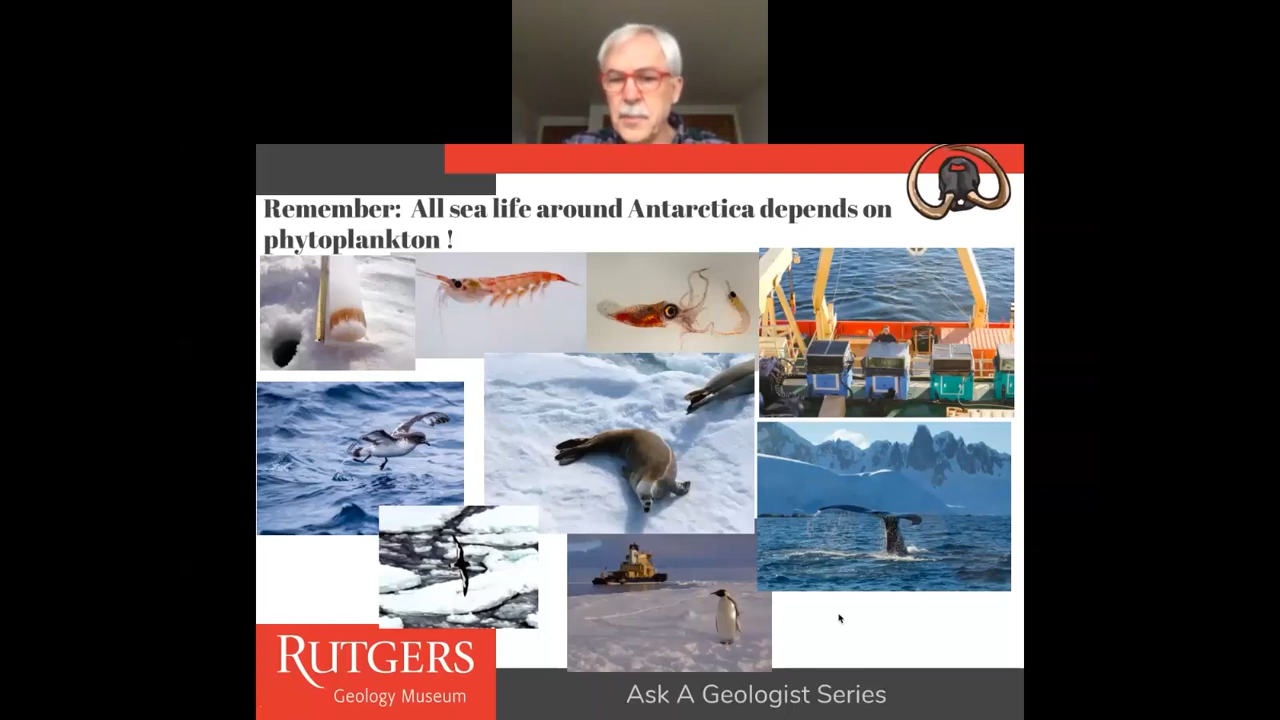 Remember: All sea life around Antarctica depends on
phytoplankton !
RUTGERS
Geology Museum
Ask A Geologist Series